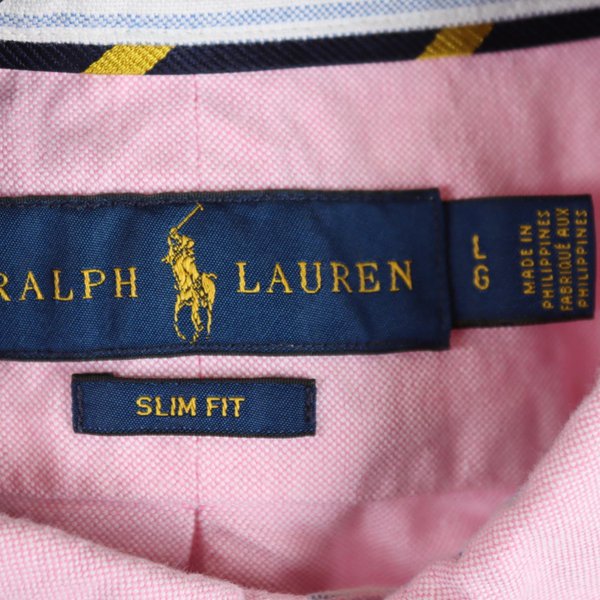 RALPH LAUREN
L
G
MADE IN
PHILIPPINES
FABRIQUÉ AUX
PHILIPPINES
SLIM FIT